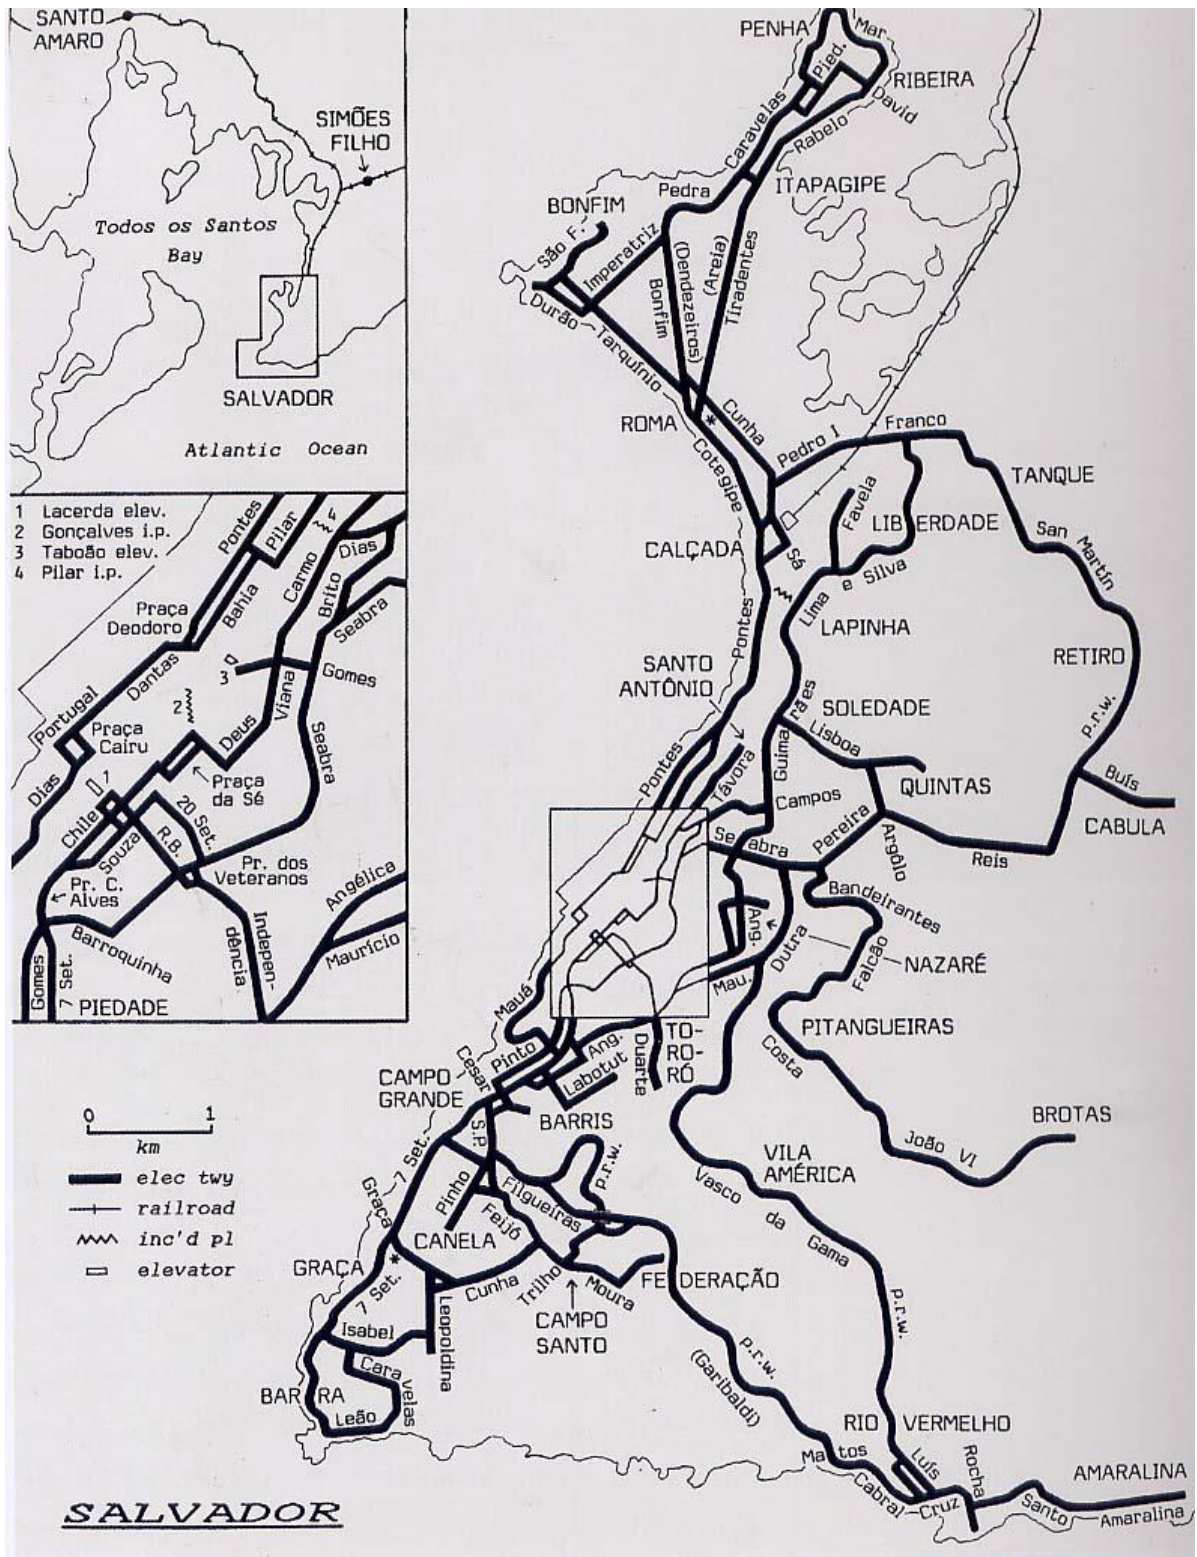 SANTO
AMARO
SIMÕES
FILHO
Todos os Santos
Bay
SALVADOR
Atlantic Ocean
1 Lacerda elev.
2 Gonçalves i.p.
3 Taboão elev.
4 Pilar i.p.
Pontes
Pilar
4
Carmo
Dias
Bahia
Brito
Seabra
Praça
Deodoro
Dantas
3
Gomes
Portugal
2
Viana
Deus
Seabra
Praça
Cairu
Praça
da Sé
Dias
1
Chile
20 Set.
Souza
R.B.
Pr. dos
Veteranos
Pr. C.
Alves
Angélica
Barroquinha
Indepen-
dência
Maurício
Gomes
7 Set.
PIEDADE
PENHA
Mar
Pied.
RIBEIRA
David
Caravelas
Rabelo
ITAPAGIPE
Pedra
BONFIM
São F.
Imperatriz
(Dendezeiros)
Bonfim
(Areia)
Tiradentes
Durão
Tarquínio
ROMA
*
Cunha
Cotegipe
Pedro I
Franco
TANQUE
Favela
LIBERDADE
San Martín
CALÇADA
Sá
Lima e Silva
LAPINHA
Pontes
RETIRO
SANTO
ANTÔNIO
p.r.w.
Guimarães
SOLEDADE
Lisboa
Pontes
Távora
QUINTAS
Buís
CABULA
Campos
Seabra
Pereira
Argôlo
Reis
Bandeirantes
Ang.
Dutra
Falcão
NAZARÉ
Mau.
Mauá
PITANGUEIRAS
Costa
TO-
RO-
RÓ
Pinto
Ang.
Labotut
Duarte
Cesar
CAMPO
GRANDE
BARRIS
BROTAS
João VI
S.P.
7 Set.
p.r.w.
VILA
AMÉRICA
Vasco da Gama
Pinho
Filgueiras
Feijó
Graça
CANELA
GRAÇA
*
7 Set.
Cunha
Trilho
Moura
FEDERAÇÃO
CAMPO
SANTO
p.r.w.
Isabel
Leopoldina
Caravelas
BARRA
Leão
p.r.w.
(Garibaldi)
RIO VERMELHO
Mattos
Luís
Rocha
Cabral
Cruz
Santo
AMARALINA
Amaralina
0 1
km
elec twy
railroad
inc'd pl
elevator
SALVADOR